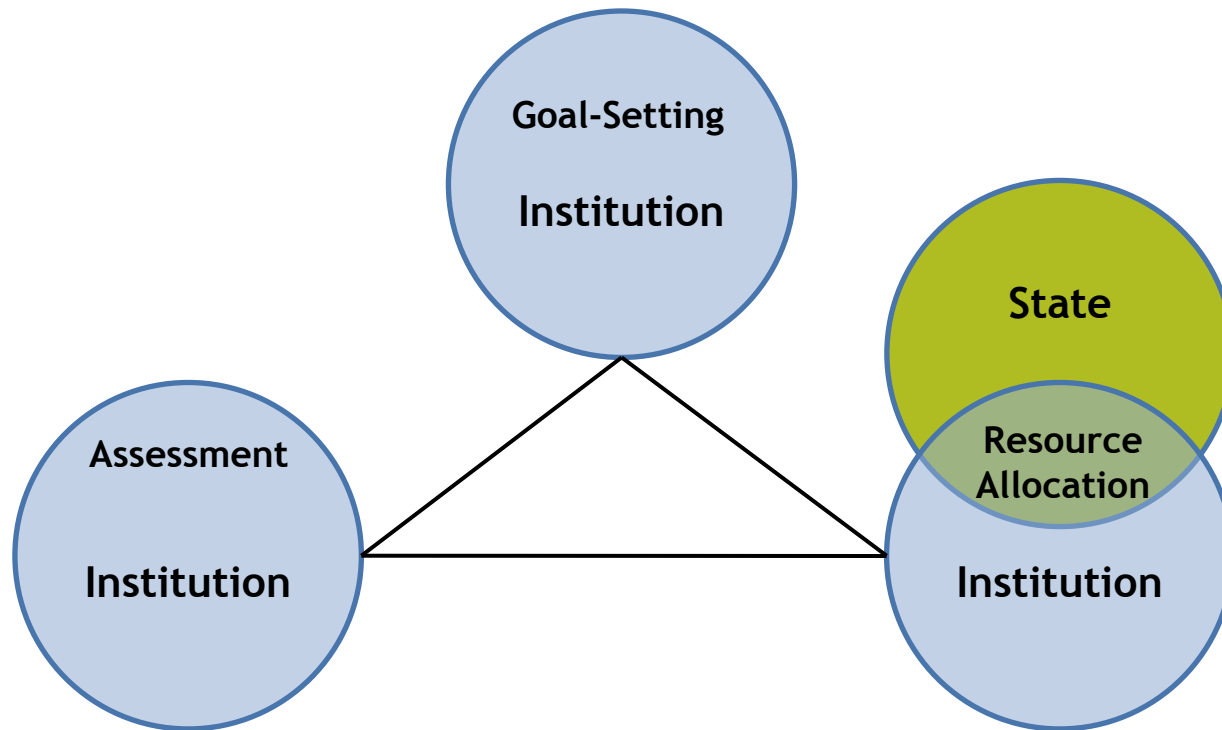 Goal-Setting
Institution
State
Assessment
Institution
Resource
Allocation
Institution